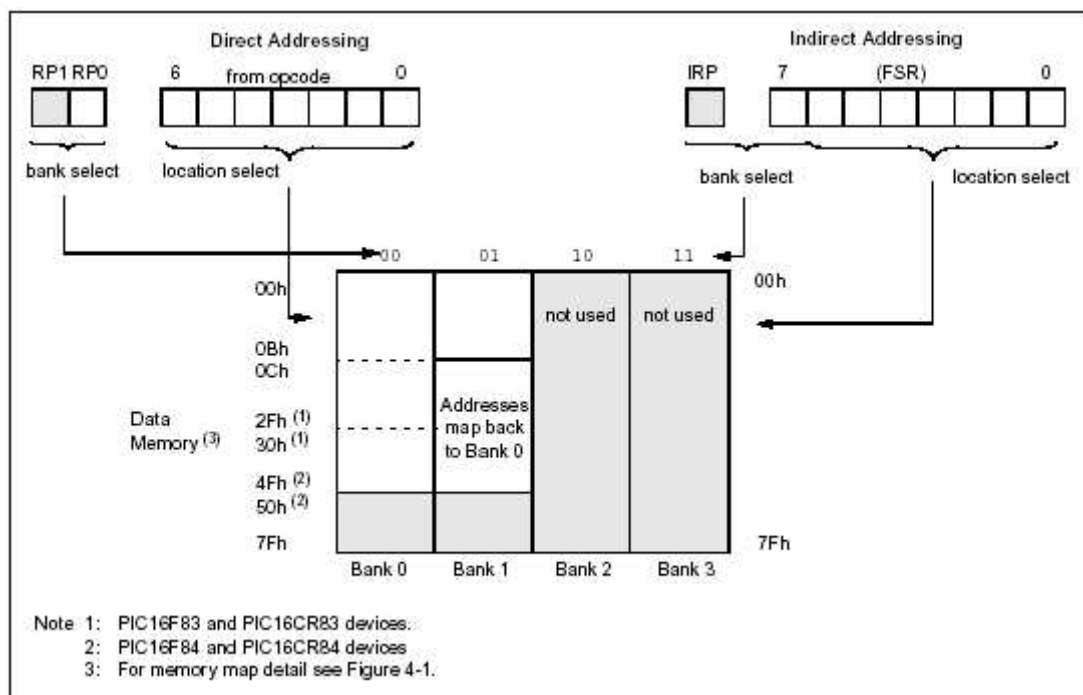 Direct Addressing
Indirect Addressing
RP1 RP0
6 from opcode 0
IRP
7 (FSR) 0
bank select
location select
bank select
location select
00 01 10 11
00h
00h
not used
not used
0Bh
0Ch
Data
Memory (3)
2Fh (1)
30h (1)
4Fh (2)
50h (2)
7Fh
Addresses
map back
to Bank 0
7Fh
Bank 0 Bank 1 Bank 2 Bank 3
Note 1: PIC16F83 and PIC16CR83 devices.
2: PIC16F84 and PIC16CR84 devices
3: For memory map detail see Figure 4-1.